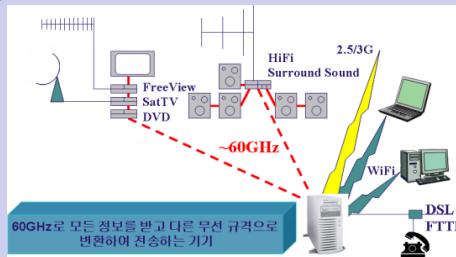 2.5/3G
HiFi
Surround Sound
FreeView
SatTV
DVD
~60GHz
WiFi
DSL
60GHz로 모든 정보를 받고 다른 무선 규격으로
변환하여 전송하는 기기